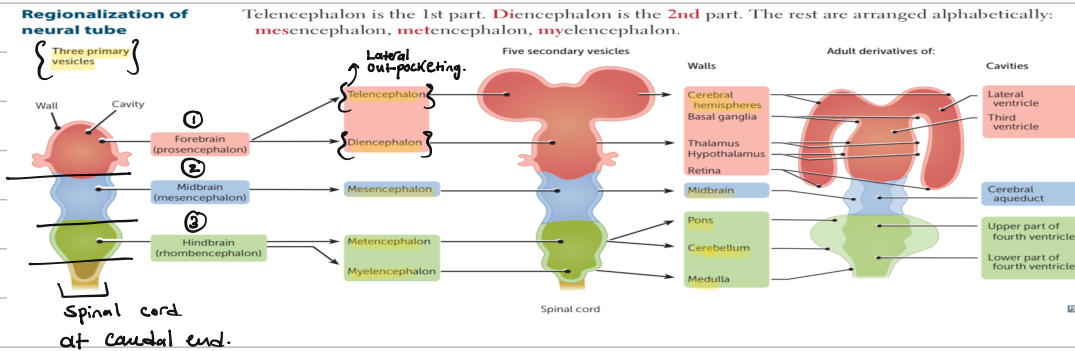 Regionalization of
neural tube
Telencephalon is the 1st part. Diencephalon is the 2nd part. The rest are arranged alphabetically:
mesencephalon, metencephalon, myelencephalon.
Three primary
vesicles
Wall
Cavity
①
Forebrain
(prosencephalon)
②
Midbrain
(mesencephalon)
③
Hindbrain
(rhombencephalon)
Spinal cord
at caudal end.
Lateral
out-pocketing.
Telencephalon
Diencephalon
Mesencephalon
Metencephalon
Myelencephalon
Five secondary vesicles
Spinal cord
Adult derivatives of:
Walls
Cerebral
hemispheres
Basal ganglia
Thalamus
Hypothalamus
Retina
Midbrain
Pons
Cerebellum
Medulla
Cavities
Lateral
ventricle
Third
ventricle
Cerebral
aqueduct
Upper part of
fourth ventricle
Lower part of
fourth ventricle